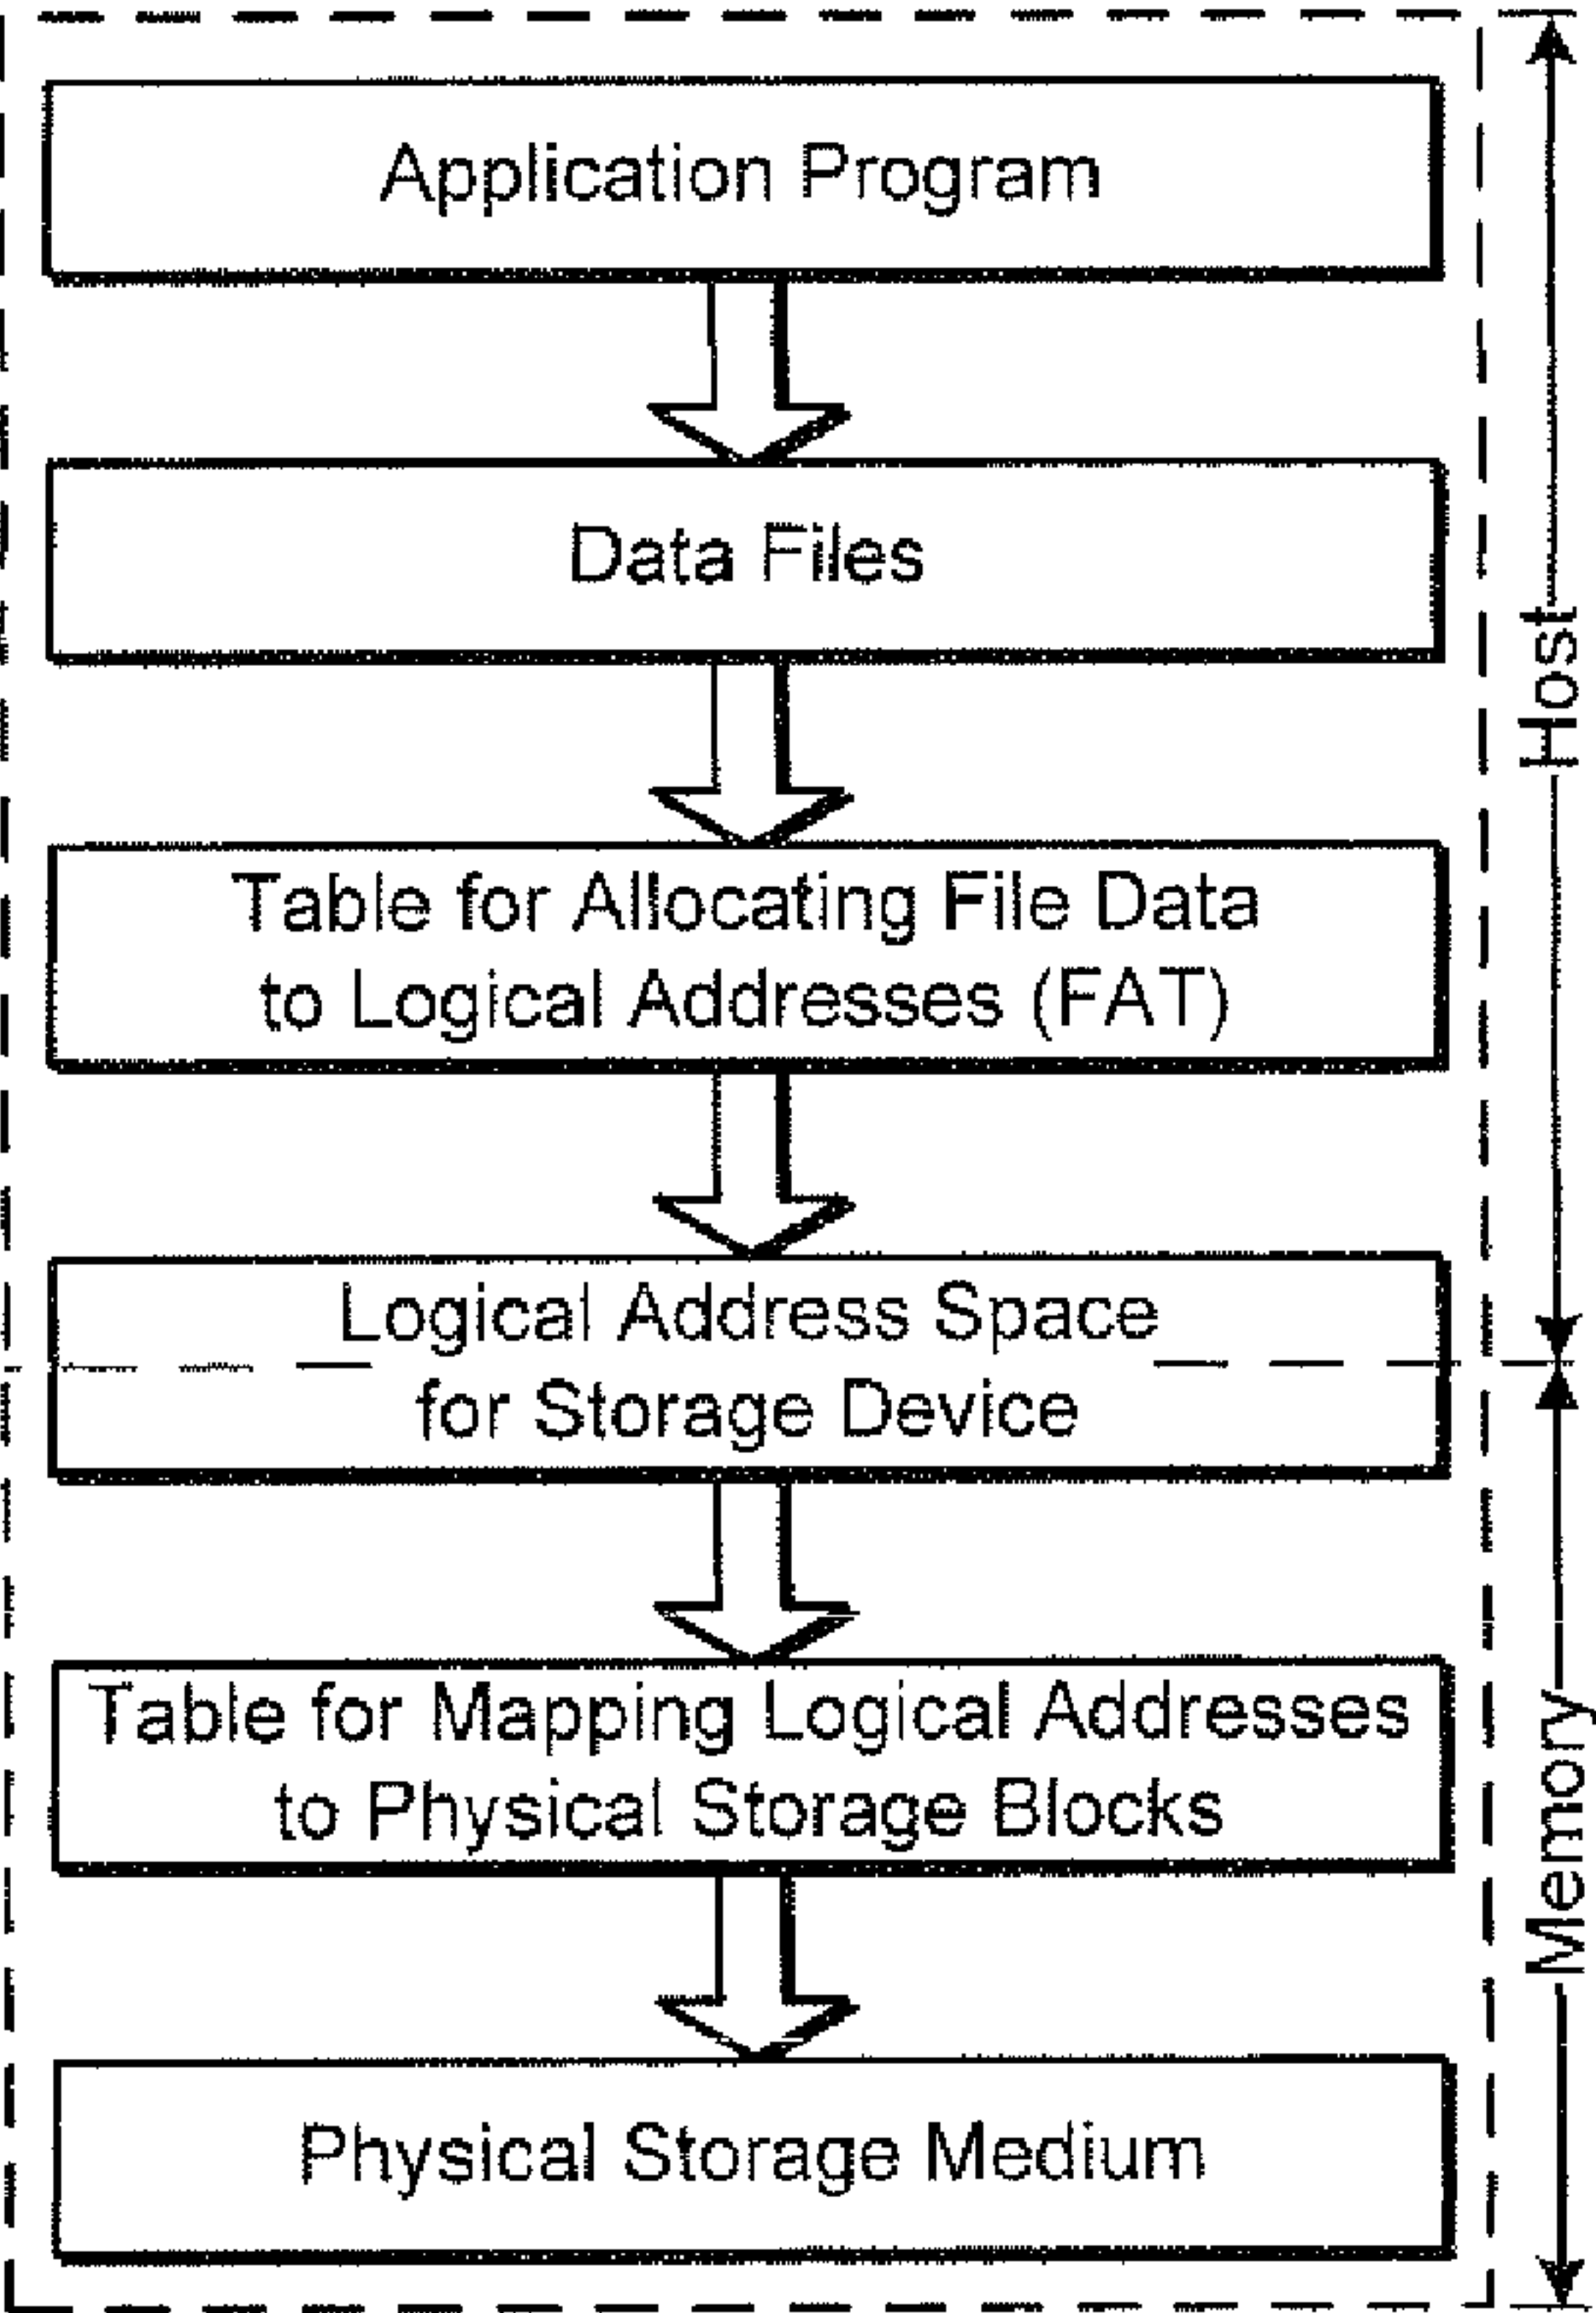 Application Program
Data Files
Table for Allocating File Data
to Logical Addresses (FAT)
Host
Logical Address Space
for Storage Device
Table for Mapping Logical Addresses
to Physical Storage Blocks
Memory
Physical Storage Medium